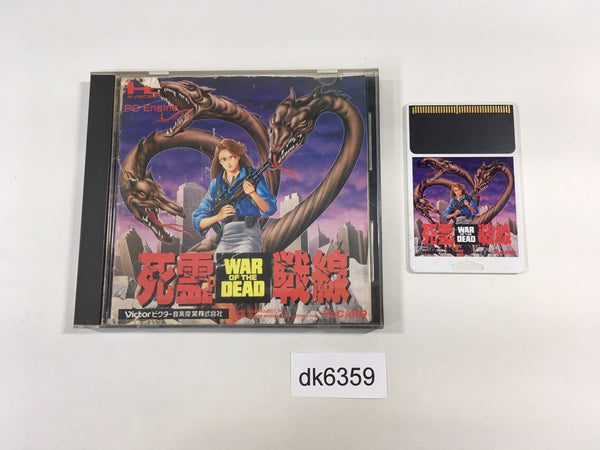 PC Engine
死霊 WAR OF THE DEAD 戦線
Victor ビクター音楽産業株式会社
HuCARD
死霊 WAR OF THE DEAD 戦線
dk6359